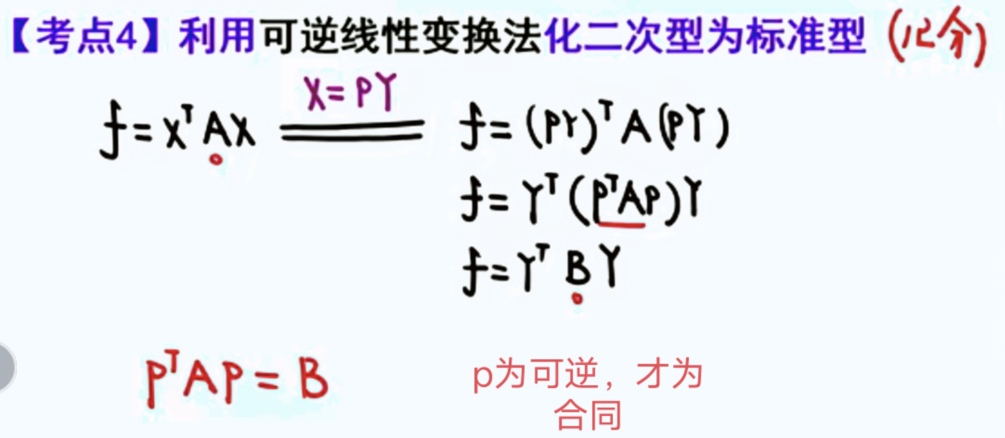 【考点4】利用可逆线性变换法化二次型为标准型 (12分)
X=PY
f=XᵀAX
f=(PY)ᵀA(PY)
f=Yᵀ(PᵀAP)Y
f=YᵀBY
PᵀAP=B
p为可逆，才为
合同